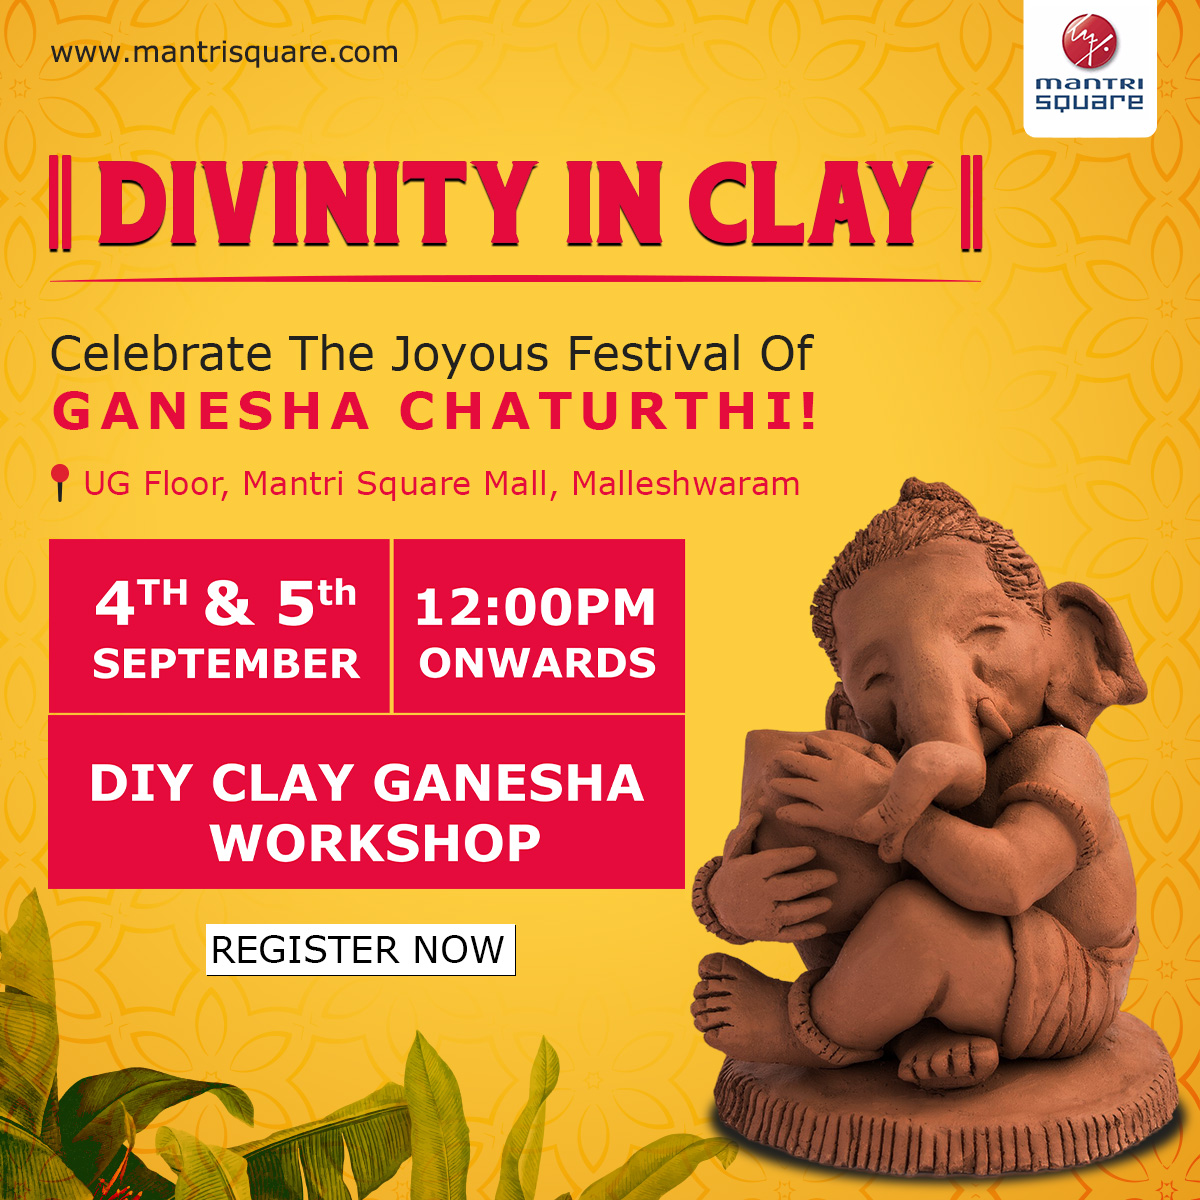 www.mantrisquare.com
mantri
square
|| DIVINITY IN CLAY ||
Celebrate The Joyous Festival Of
GANESHA CHATURTHI!
UG Floor, Mantri Square Mall, Malleshwaram
4TH & 5th
SEPTEMBER
12:00PM
ONWARDS
DIY CLAY GANESHA
WORKSHOP
REGISTER NOW